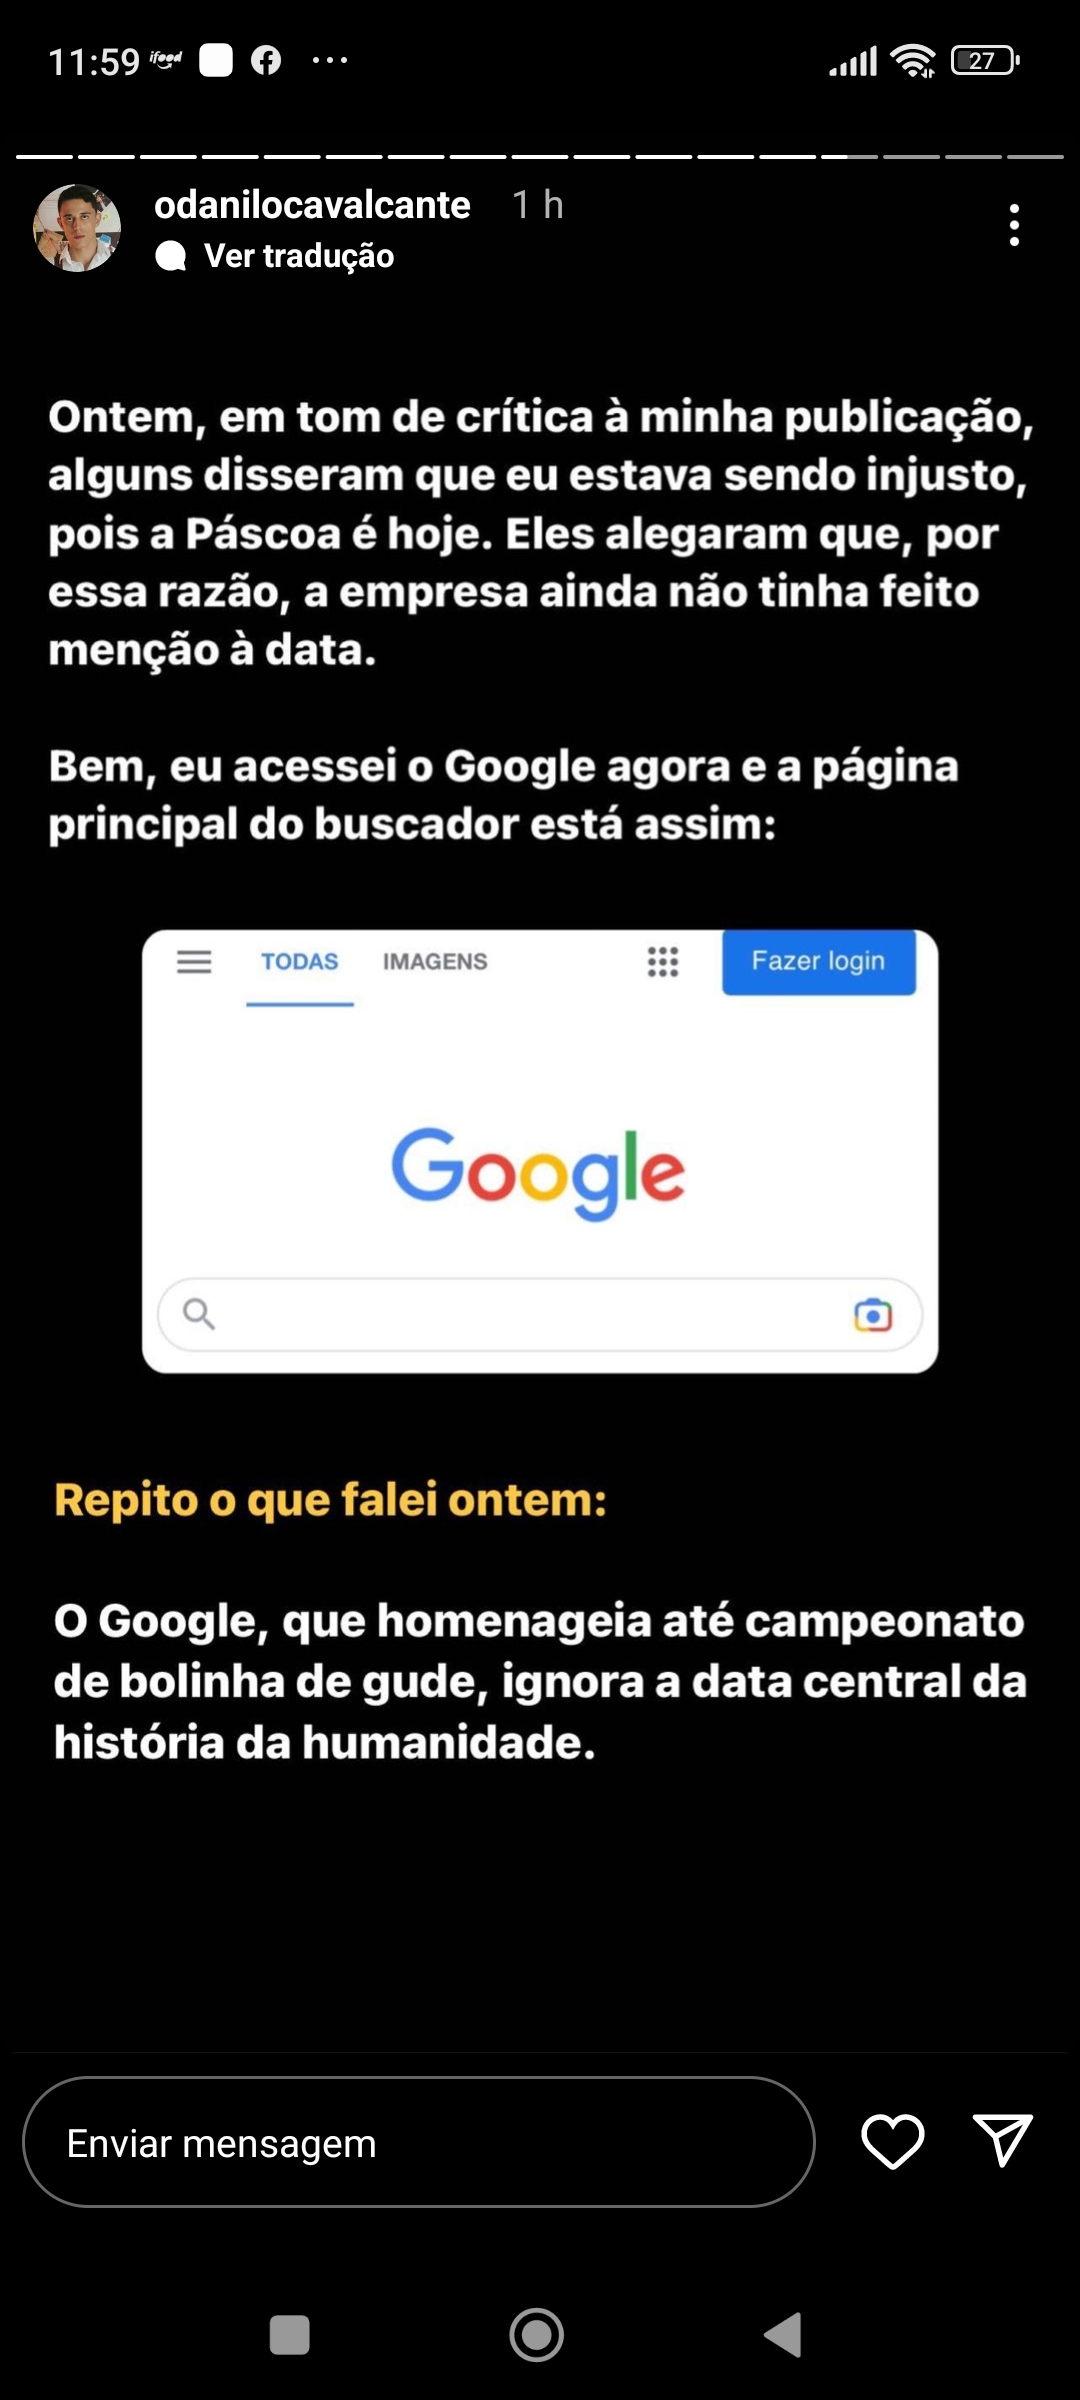 11:59 ifood
27
odanilocavalcante 1 h
Ver tradução
Ontem, em tom de crítica à minha publicação,
alguns disseram que eu estava sendo injusto,
pois a Páscoa é hoje. Eles alegaram que, por
essa razão, a empresa ainda não tinha feito
menção à data.
Bem, eu acessei o Google agora e a página
principal do buscador está assim:
TODAS IMAGENS Fazer login
Google
Repito o que falei ontem:
O Google, que homenageia até campeonato
de bolinha de gude, ignora a data central da
história da humanidade.
Enviar mensagem